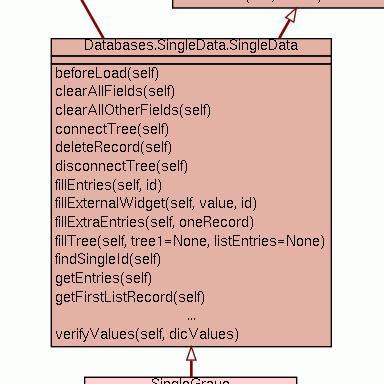 Databases.SingleData.SingleData
beforeLoad(self)
clearAllFields(self)
clearAllOtherFields(self)
connectTree(self)
deleteRecord(self)
disconnectTree(self)
fillEntries(self, id)
fillExternalWidget(self, value, id)
fillExtraEntries(self, oneRecord)
fillTree(self, tree1=None, listEntries=None)
findSingleId(self)
getEntries(self)
getFirstListRecord(self)
...
verifyValues(self, dicValues)